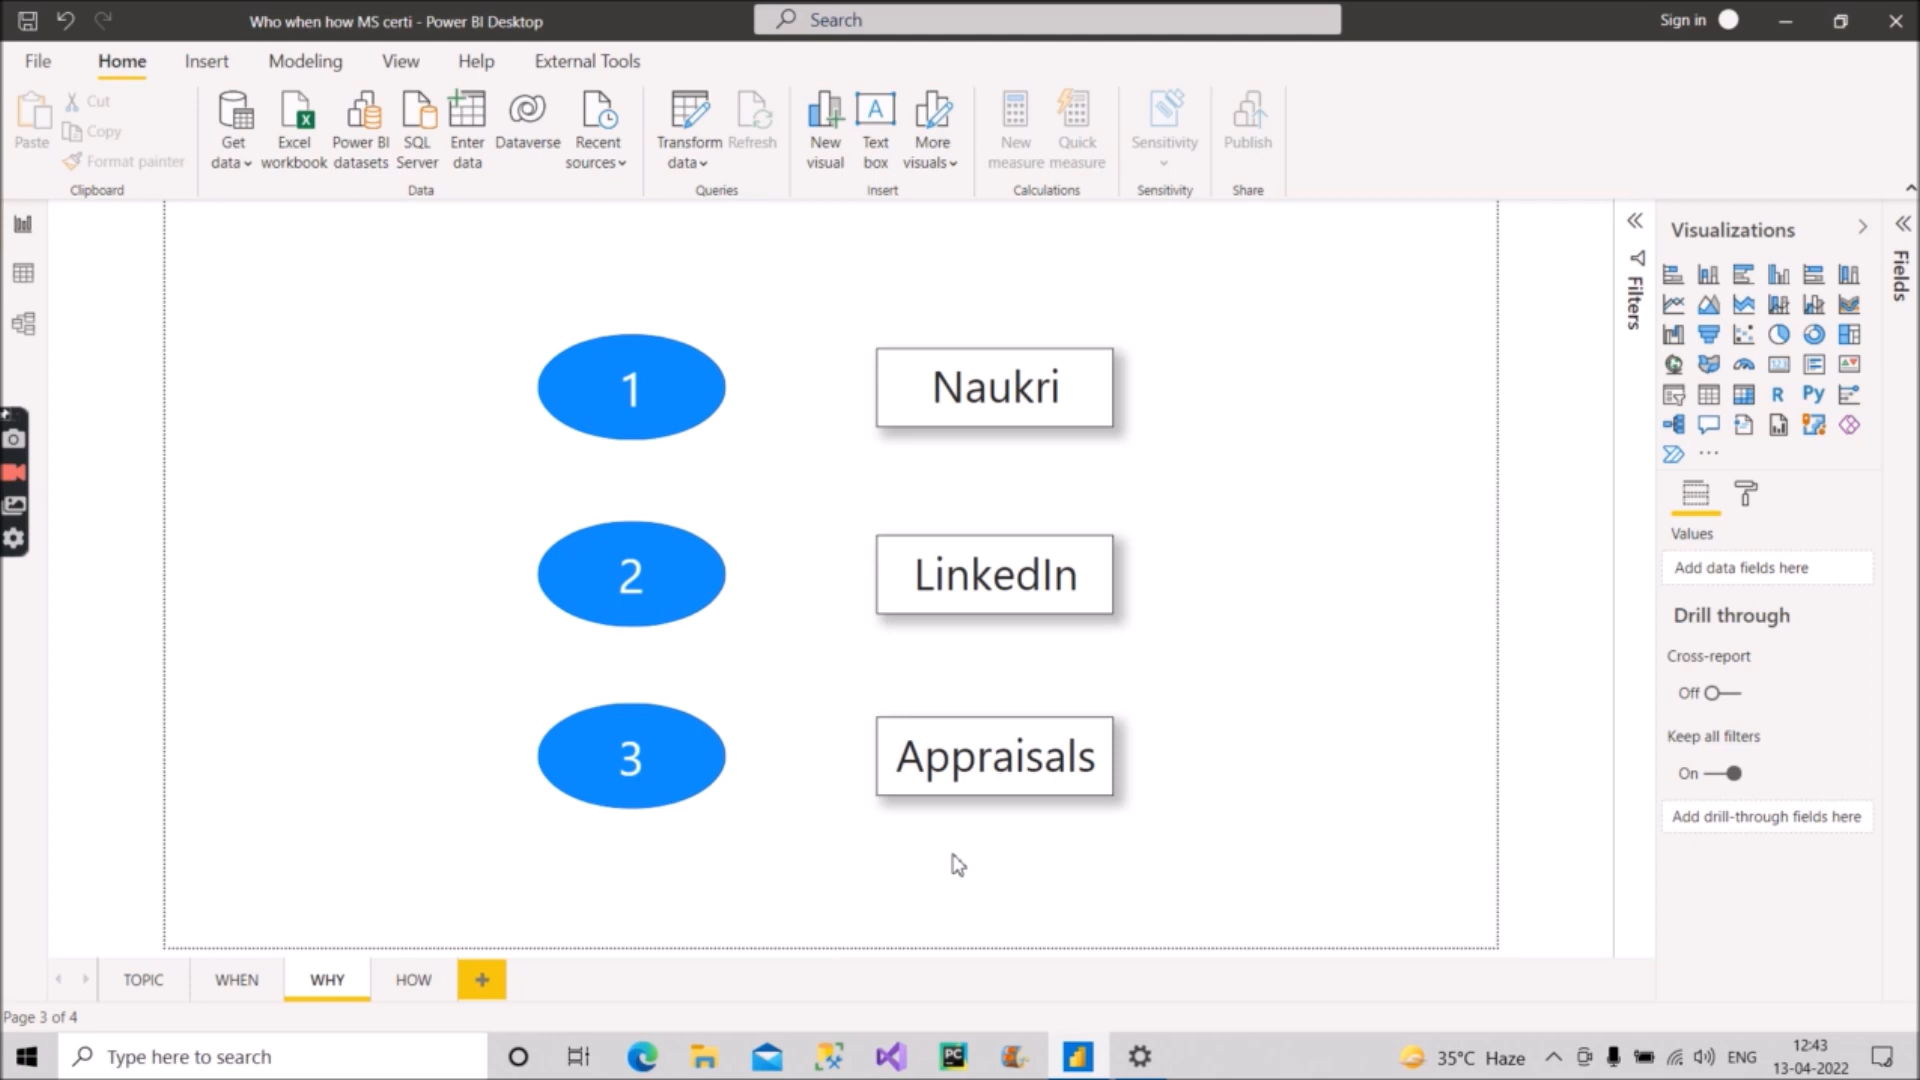 Who when how MS certi - Power BI Desktop
Search
Sign in
File Home Insert Modeling View Help External Tools
Paste
Cut
Copy
Format painter
Clipboard
Get data
Excel workbook
Power BI datasets
SQL Server
Enter data
Dataverse
Recent sources
Data
Transform data
Refresh
Queries
New visual
Text box
More visuals
Insert
New measure
Quick measure
Calculations
Sensitivity
Sensitivity
Publish
Share
1 Naukri
2 LinkedIn
3 Appraisals
Filters
Visualizations
R
Py
123
Values
Add data fields here
Drill through
Cross-report
Off
Keep all filters
On
Add drill-through fields here
Fields
TOPIC WHEN WHY HOW +
Page 3 of 4
Type here to search
PC
35°C Haze
ENG
12:43
13-04-2022